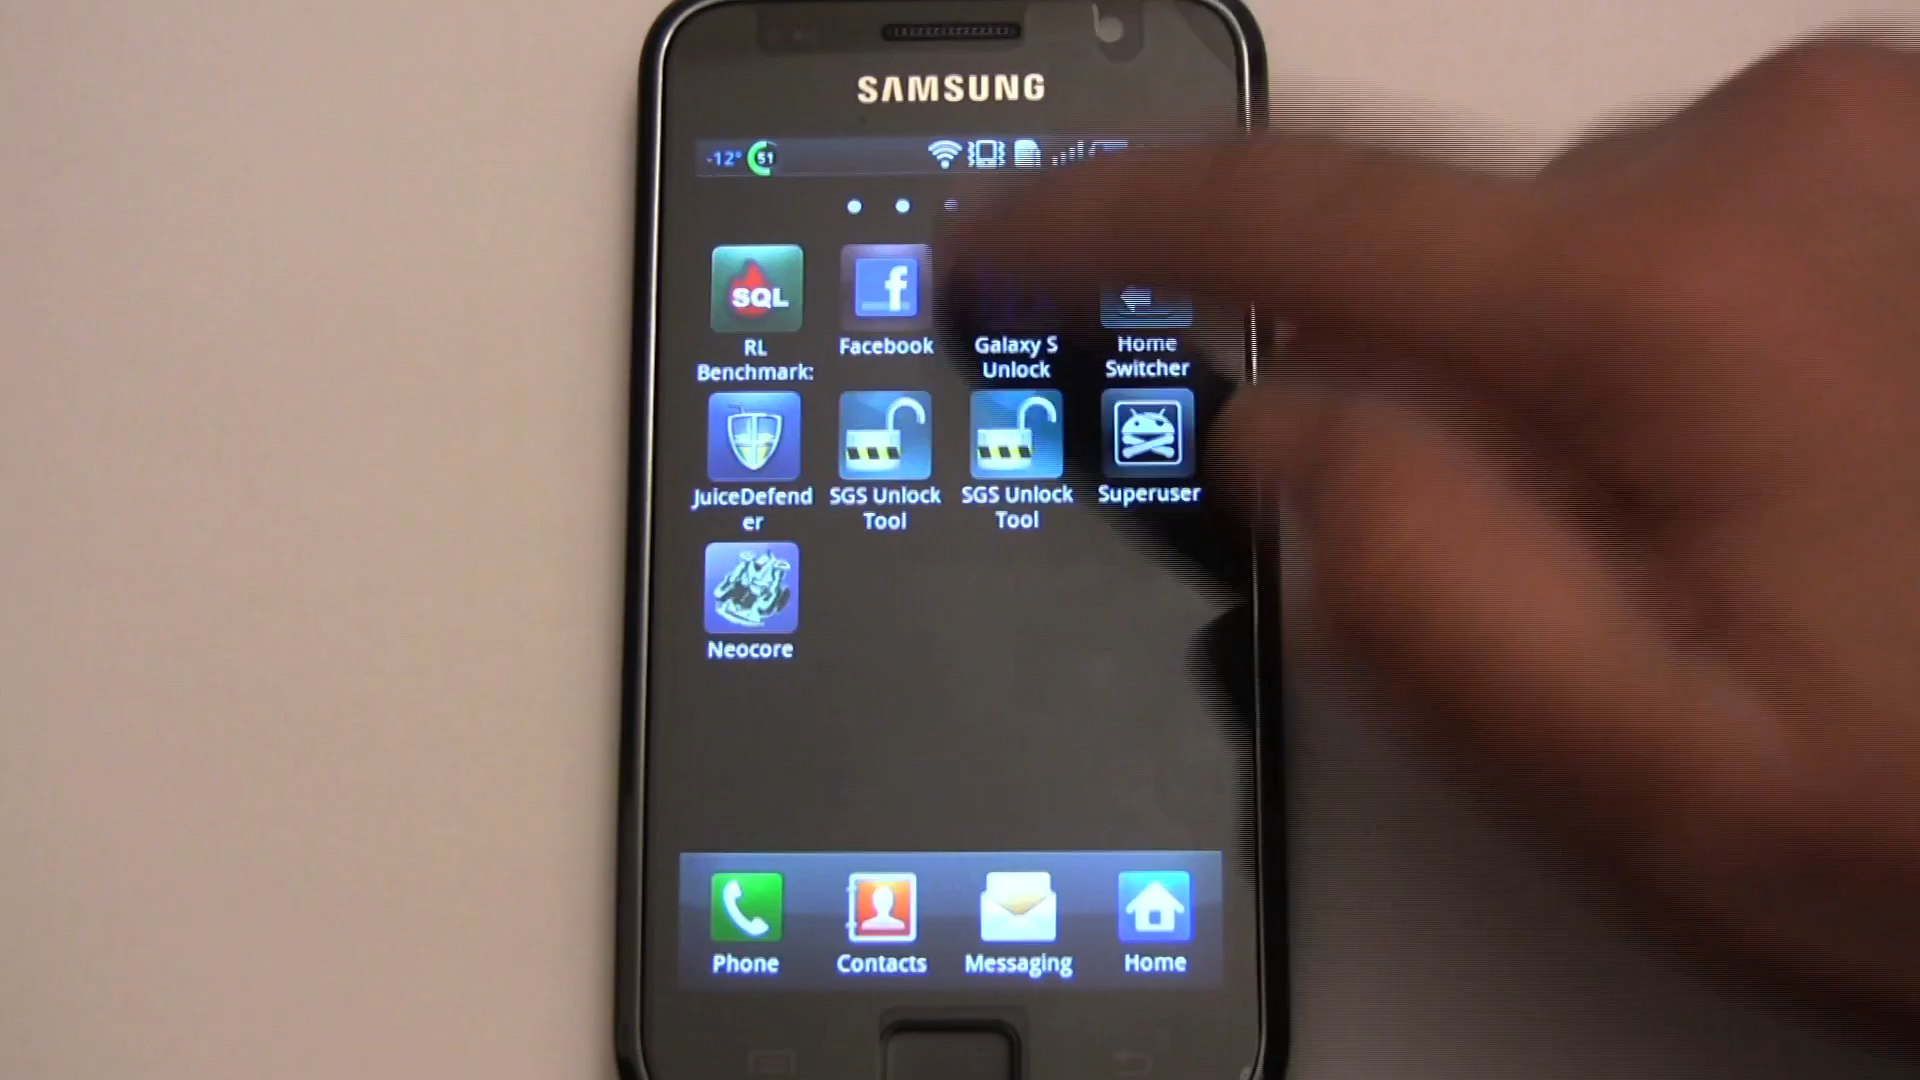 SAMSUNG
-12° 51
SQL
f
RL
Benchmark:
Facebook
Galaxy S
Unlock
Home
Switcher
JuiceDefend
er
SGS Unlock
Tool
SGS Unlock
Tool
Superuser
Neocore
Phone
Contacts
Messaging
Home